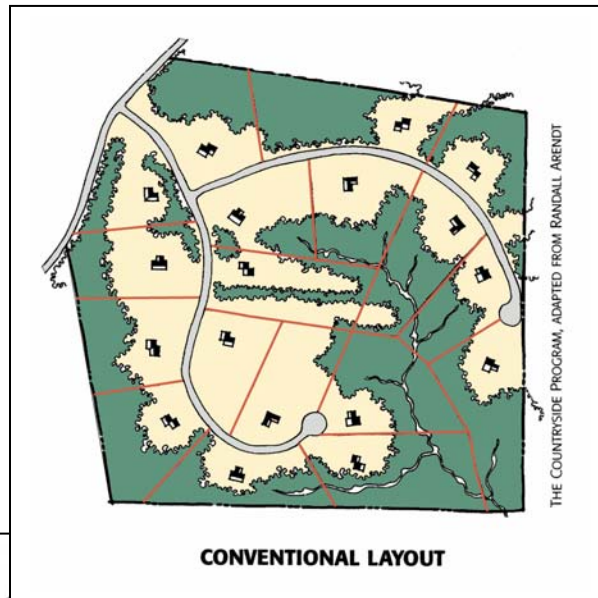 THE COUNTRYSIDE PROGRAM, ADAPTED FROM RANDALL ARENDT
CONVENTIONAL LAYOUT